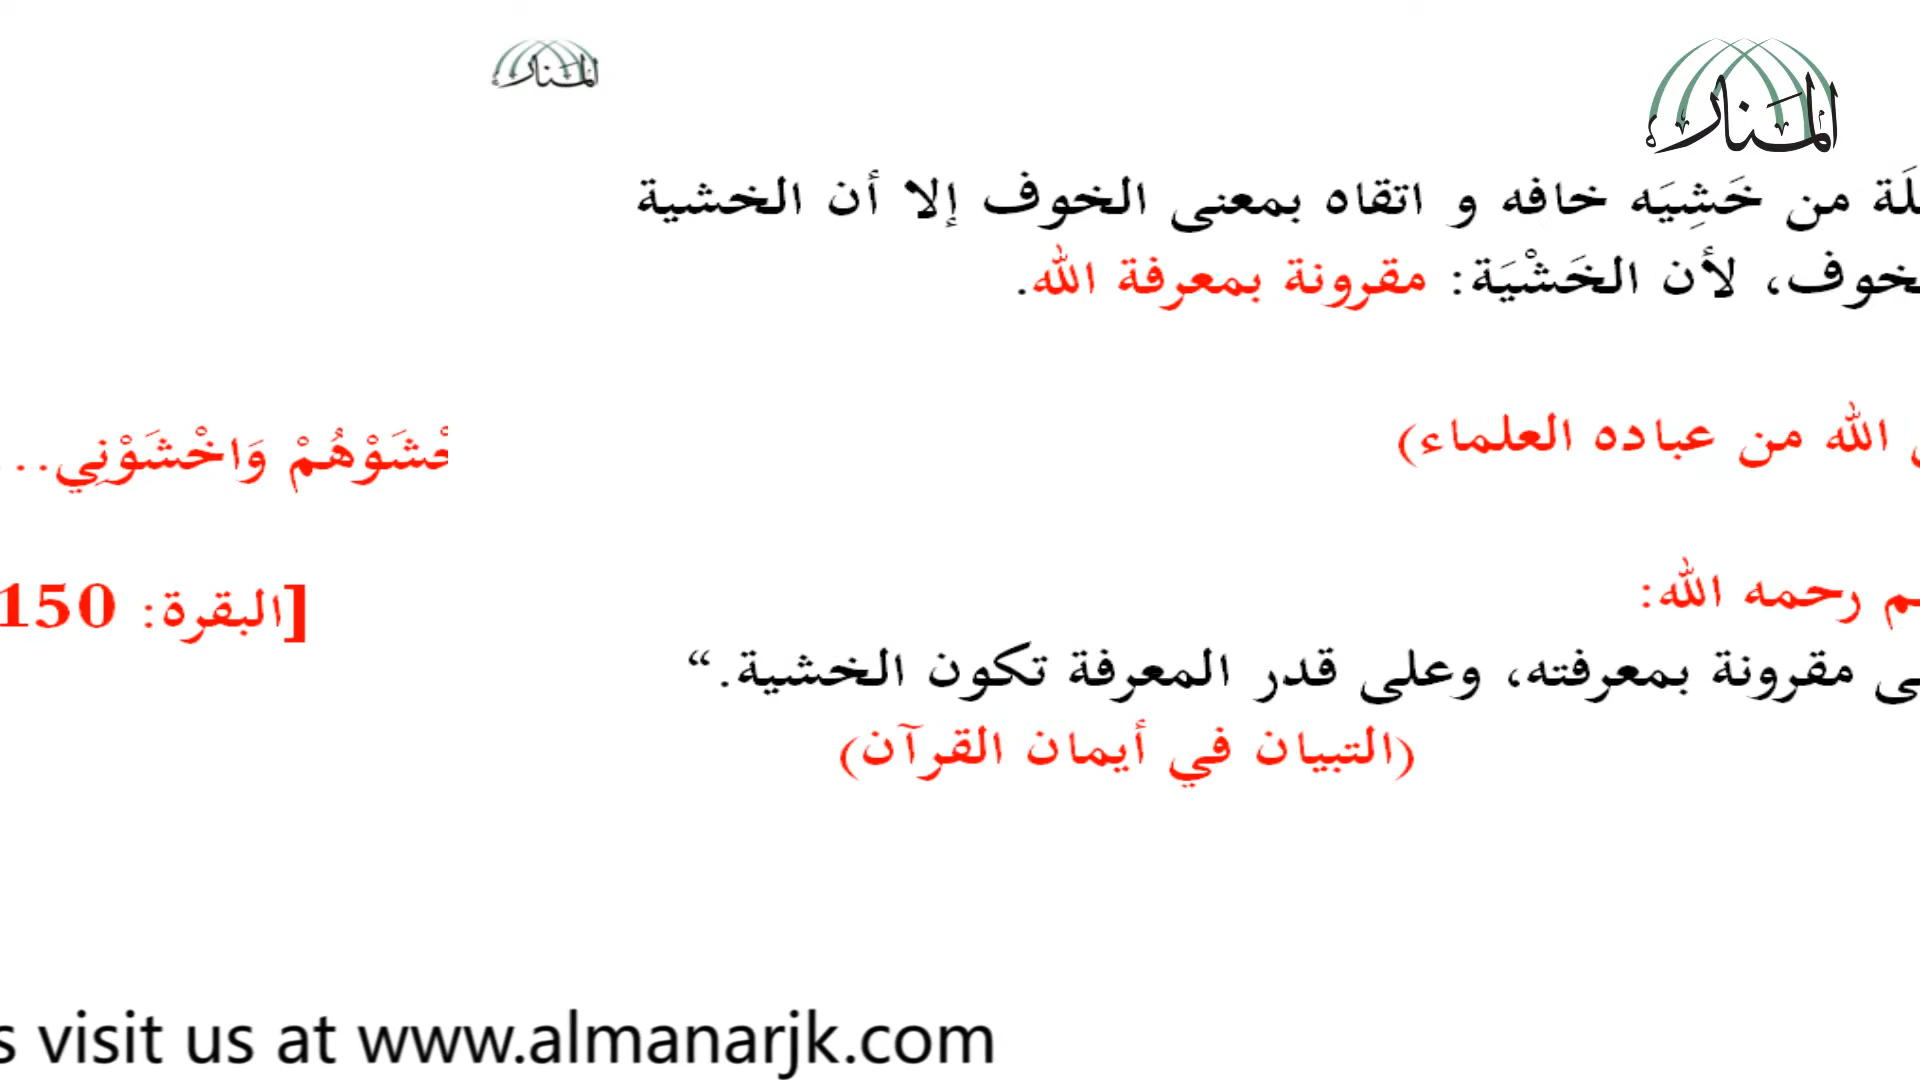 المنار
المنار
من خَشِيَه خافه و اتقاه بمعنى الخوف إلا أن الخشية
لأن الخَشْيَة: مقرونة بمعرفة الله.
الله من عباده العلماء)
وَاخْشَوْنِي...
[البقرة: 150
رحمه الله:
مقرونة بمعرفته، وعلى قدر المعرفة تكون الخشية.“
(التبيان في أيمان القرآن)
visit us at www.almanarjk.com